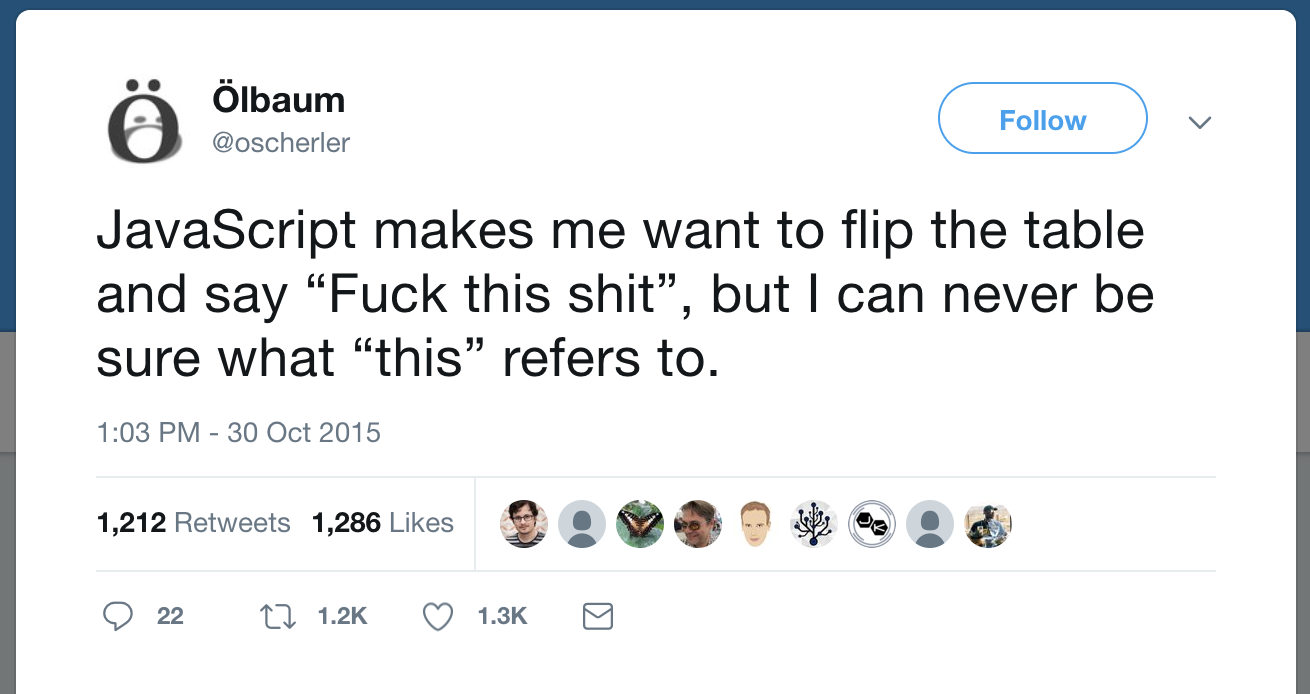 Ölbaum
@oscherler
Follow
JavaScript makes me want to flip the table
and say “Fuck this shit”, but I can never be
sure what “this” refers to.
1:03 PM - 30 Oct 2015
1,212 Retweets 1,286 Likes
22 1.2K 1.3K